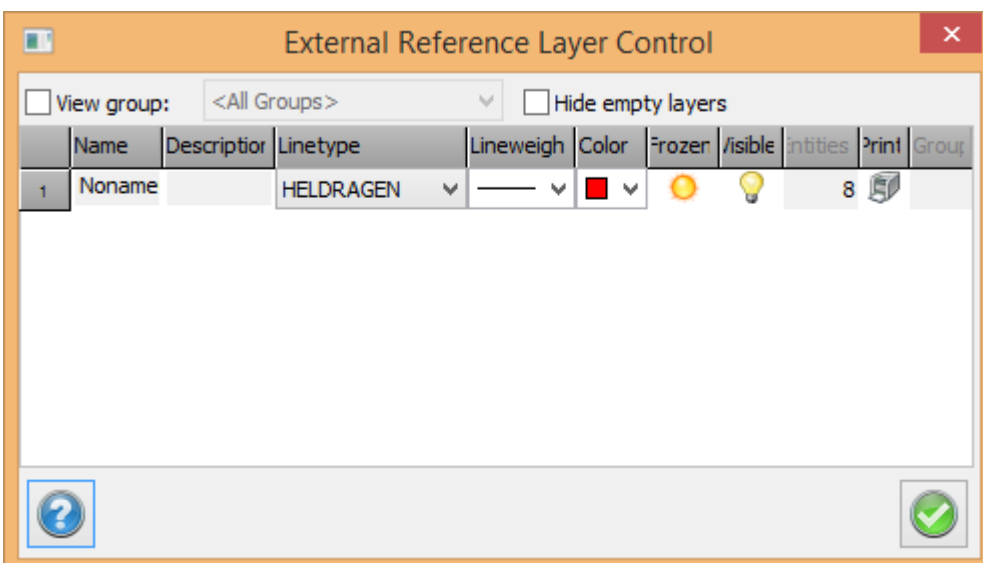 External Reference Layer Control
View group: <All Groups> Hide empty layers
Name Description Linetype Lineweigh Color Frozen Visible Entities Print Group
1 Noname HELDRAGEN 8